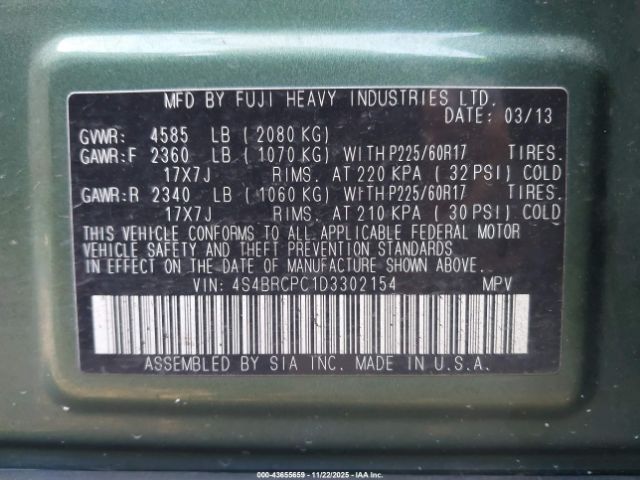 MFD BY FUJI HEAVY INDUSTRIES LTD.
DATE: 03/13
GVWR: 4585 LB (2080 KG)
GAWR:F 2360 LB (1070 KG) WITH P225/60R17 TIRES.
17X7J RIMS. AT 220 KPA (32 PSI) COLD
GAWR:R 2340 LB (1060 KG) WITH P225/60R17 TIRES.
17X7J RIMS. AT 210 KPA (30 PSI) COLD
THIS VEHICLE CONFORMS TO ALL APPLICABLE FEDERAL MOTOR
VEHICLE SAFETY AND THEFT PREVENTION STANDARDS
IN EFFECT ON THE DATE OF MANUFACTURE SHOWN ABOVE.
VIN: 4S4BRCPC1D3302154 MPV
ASSEMBLED BY SIA INC. MADE IN U.S.A.
000-43655659 - 11/22/2025 - IAA Inc.